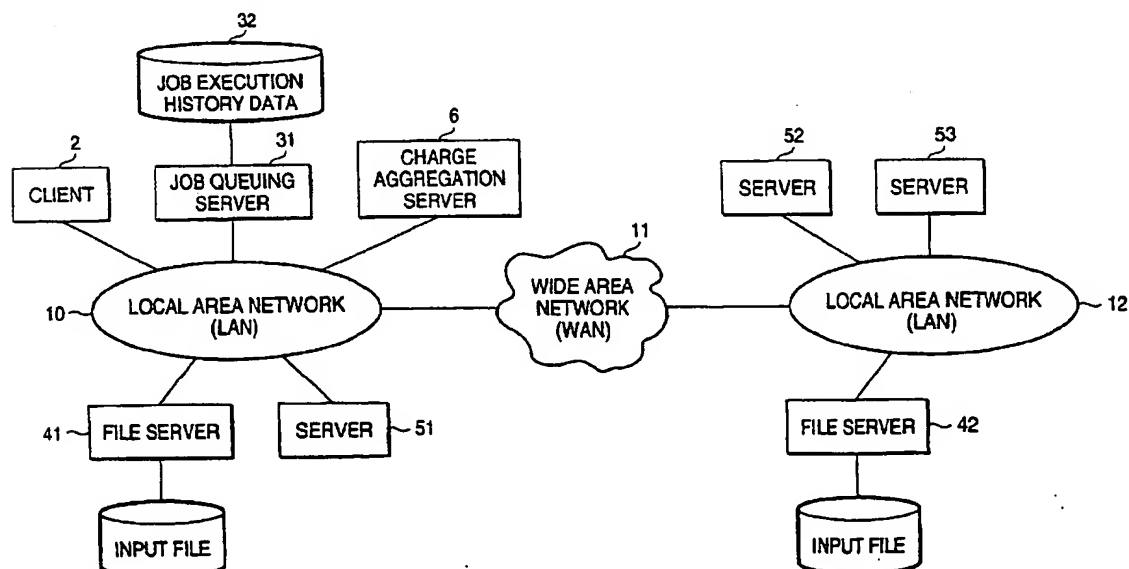 32
JOB EXECUTION
HISTORY DATA
2
CLIENT
31
JOB QUEUING
SERVER
6
CHARGE
AGGREGATION
SERVER
52
SERVER
53
SERVER
10
LOCAL AREA NETWORK
(LAN)
11
WIDE AREA
NETWORK
(WAN)
LOCAL AREA NETWORK
(LAN)
12
41
FILE SERVER
SERVER
51
FILE SERVER
42
INPUT FILE
INPUT FILE